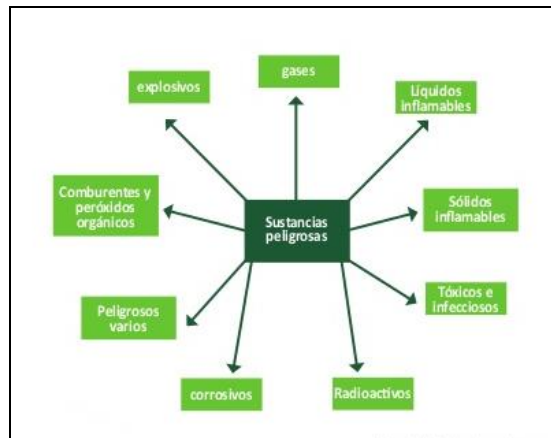 gases
explosivos
Líquidos
inflamables
Comburentes y
peróxidos
orgánicos
Sustancias
peligrosas
Sólidos
inflamables
Tóxicos e
infecciosos
Peligrosos
varios
corrosivos
Radioactivos